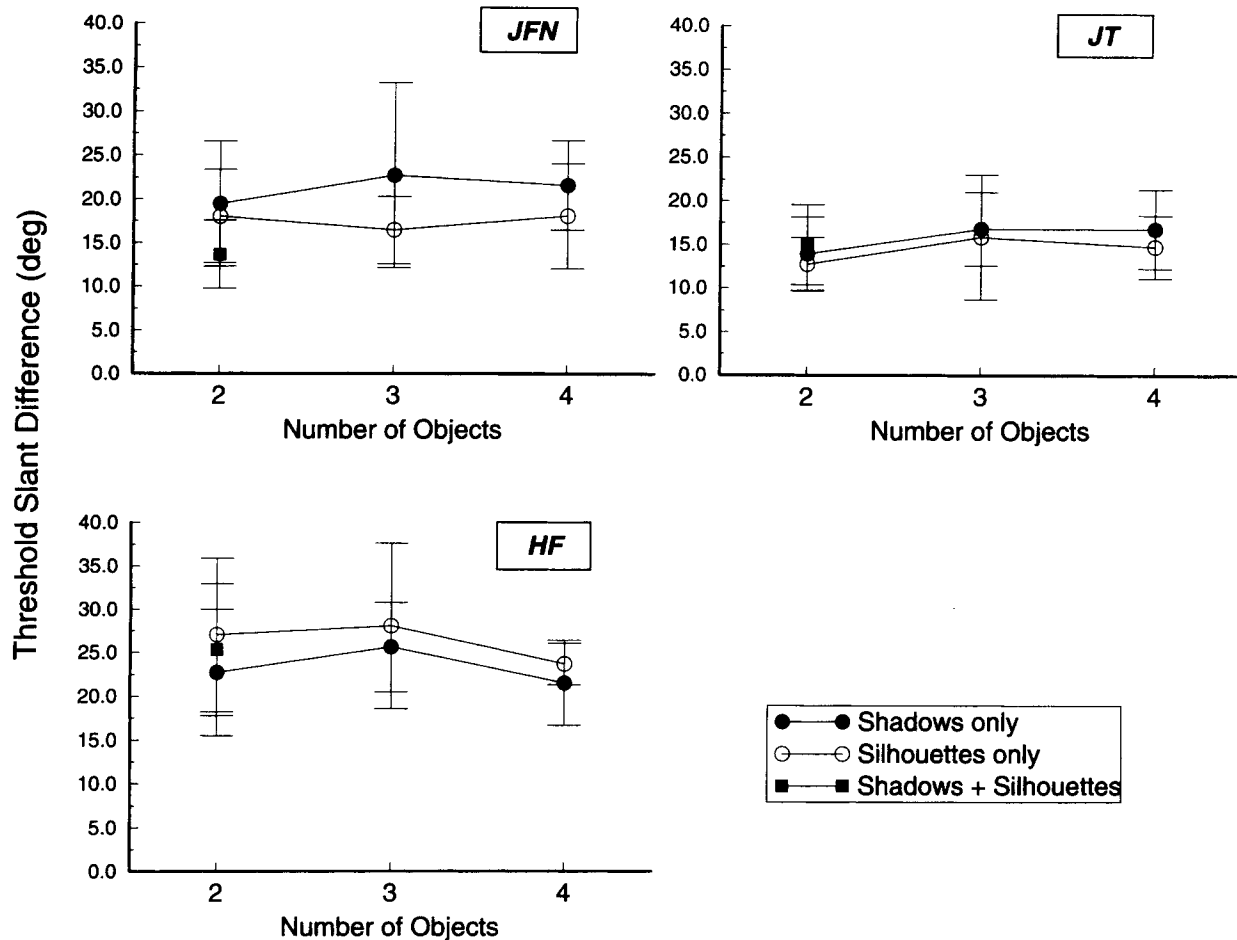 Threshold Slant Difference (deg)
JFN
40.0
35.0
30.0
25.0
20.0
15.0
10.0
5.0
0.0
2 3 4
Number of Objects
JT
40.0
35.0
30.0
25.0
20.0
15.0
10.0
5.0
0.0
2 3 4
Number of Objects
HF
40.0
35.0
30.0
25.0
20.0
15.0
10.0
5.0
0.0
2 3 4
Number of Objects
Shadows only
Silhouettes only
Shadows + Silhouettes